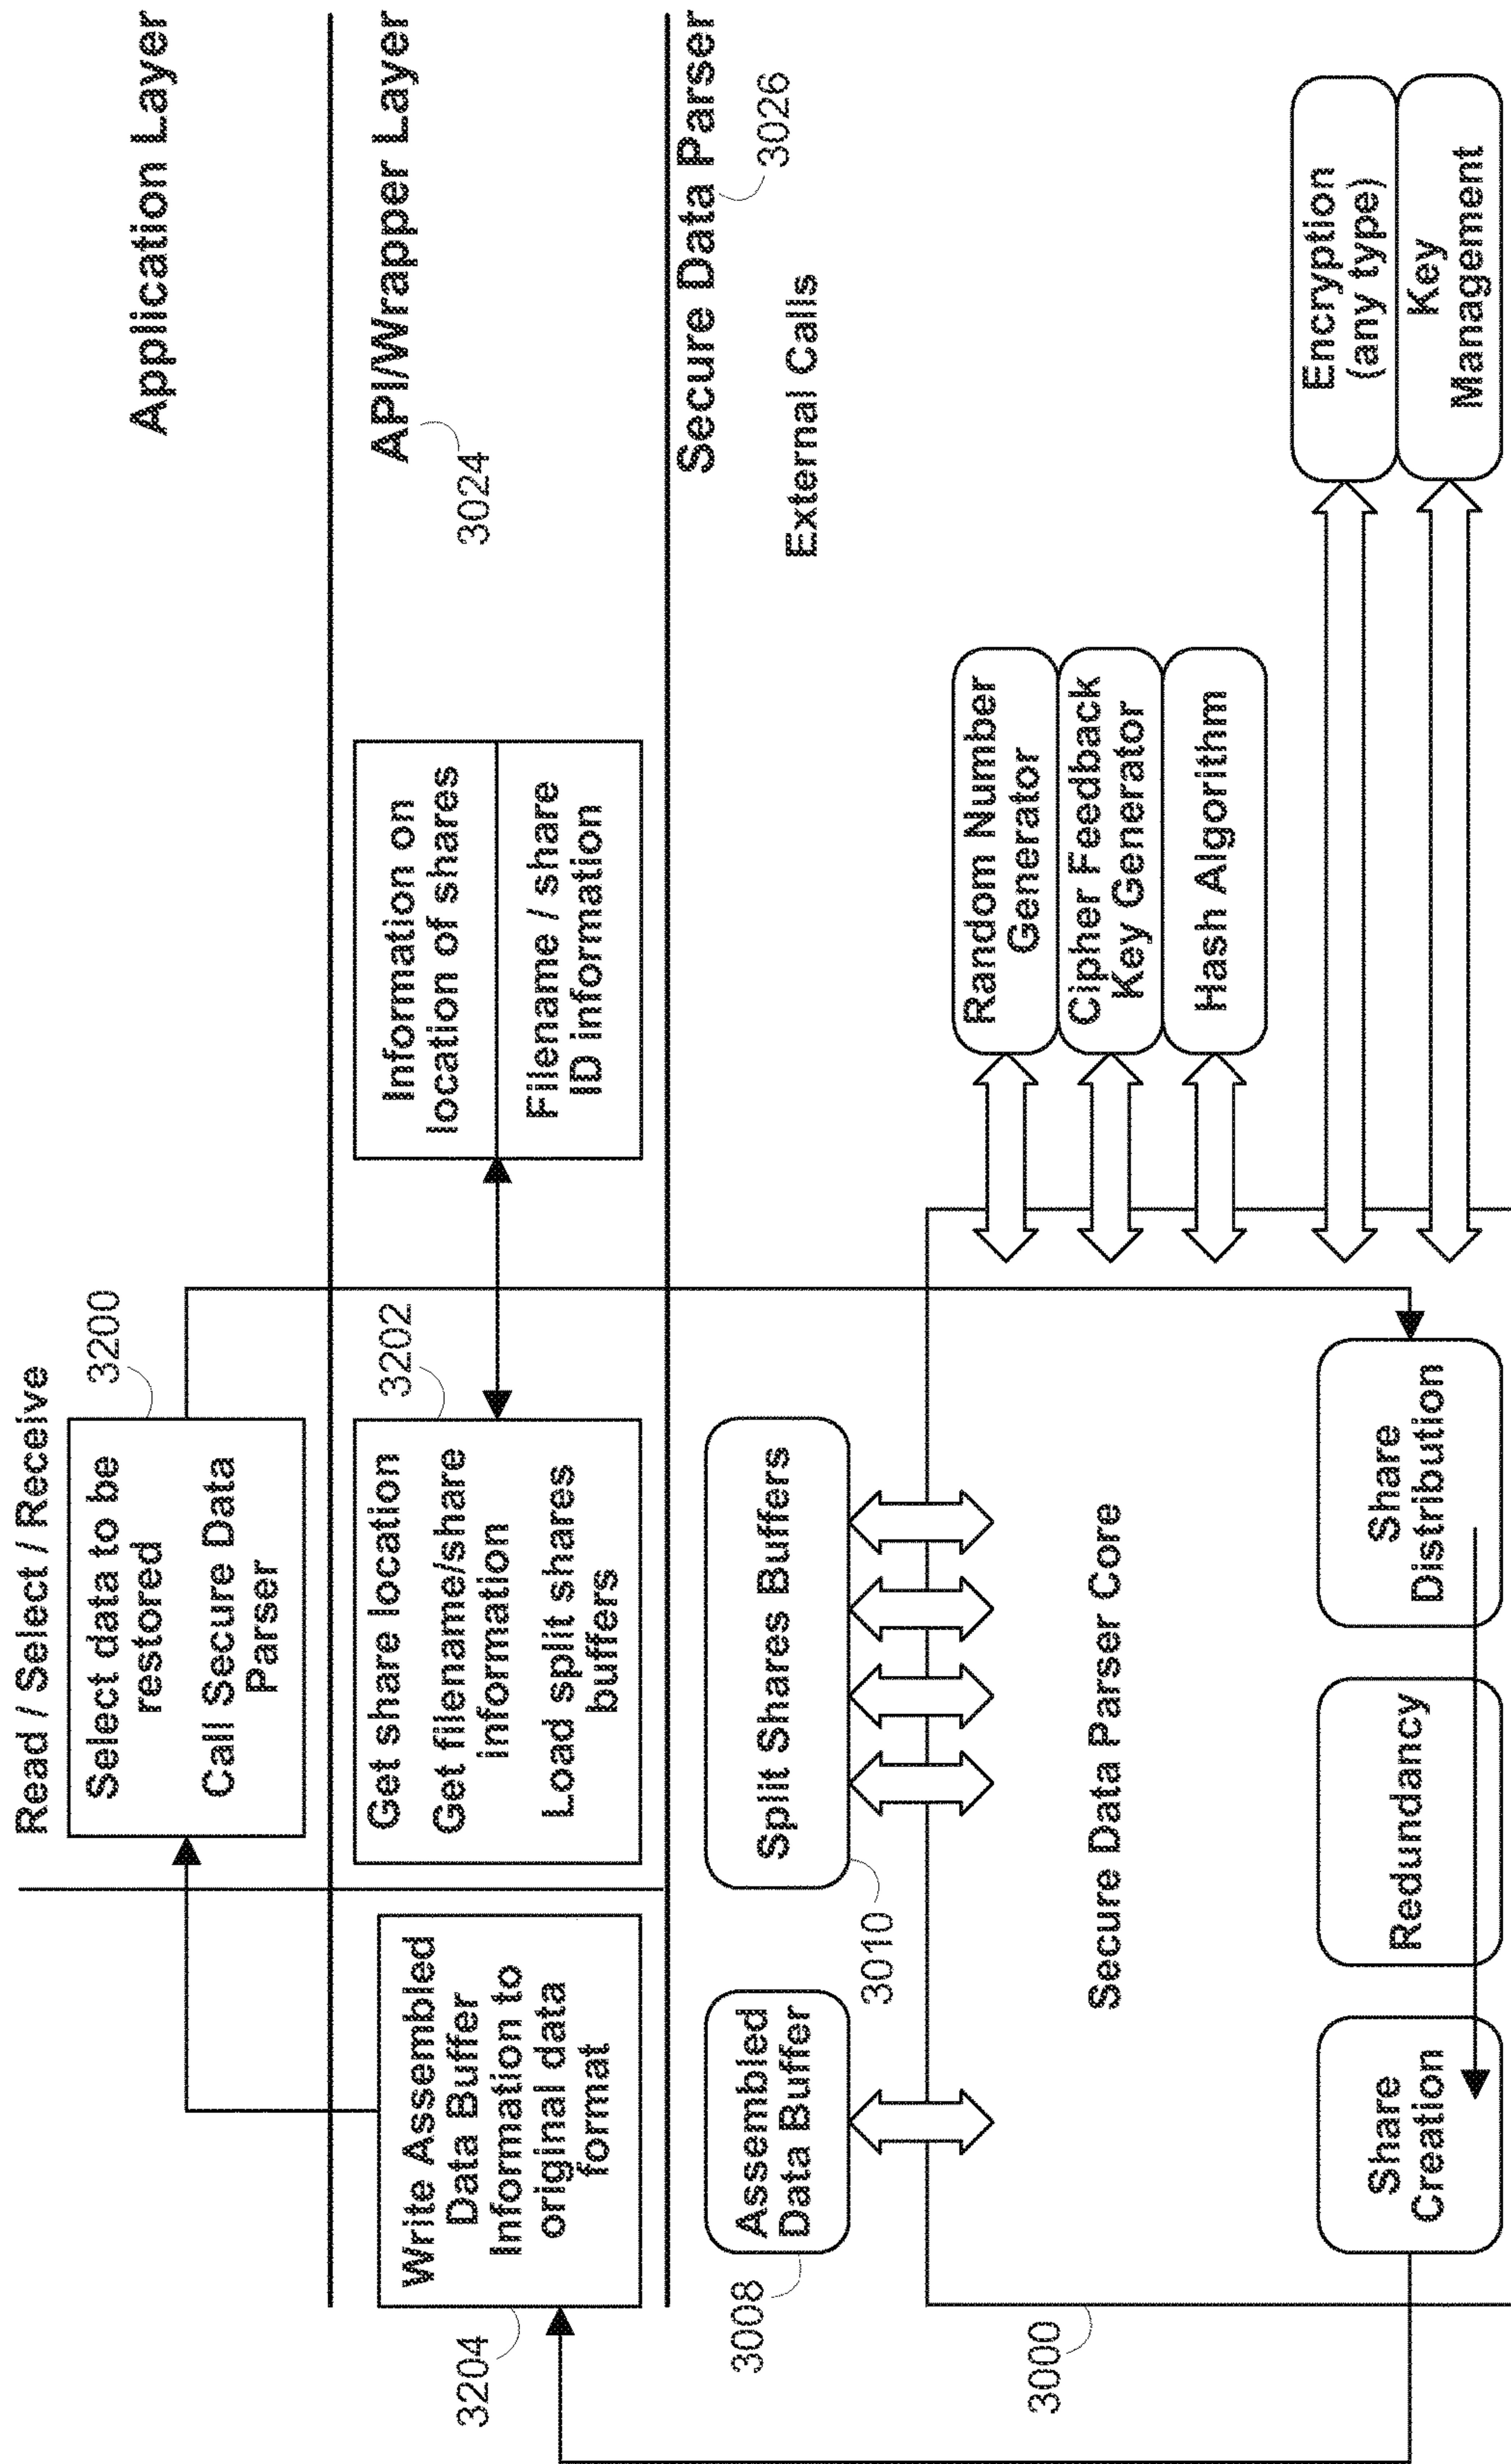 Read / Select / Receive
3200
Select data to be
restored
Call Secure Data
Parser
Application Layer
3204
Write Assembled
Data Buffer
Information to
original data
format
3202
Get share location
Get filename/share
information
Load split shares
buffers
Information on
location of shares
Filename / share
ID information
API/Wrapper Layer
3024
Secure Data Parser
3026
3008
Assembled
Data Buffer
3010
Split Shares Buffers
External Calls
3000
Secure Data Parser Core
Random Number
Generator
Cipher Feedback
Key Generator
Hash Algorithm
Share
Creation
Redundancy
Share
Distribution
Encryption
(any type)
Key
Management